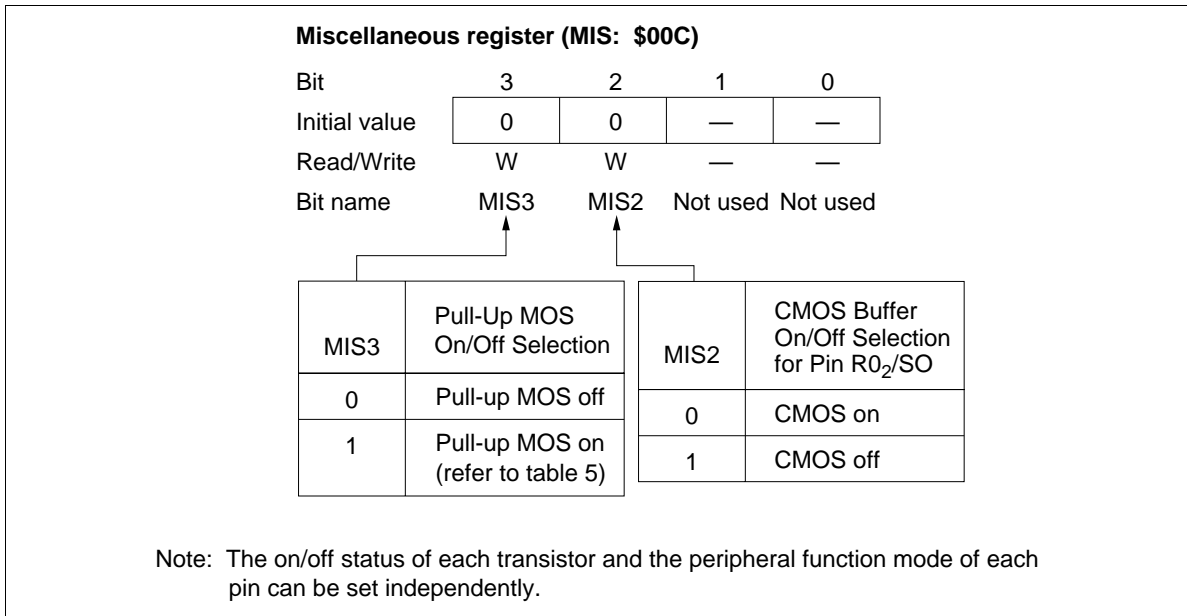 Miscellaneous register (MIS: $00C)
Bit 3 2 1 0
Initial value 0 0 — —
Read/Write W W — —
Bit name MIS3 MIS2 Not used Not used
MIS3 Pull-Up MOS
On/Off Selection
0 Pull-up MOS off
1 Pull-up MOS on
(refer to table 5)
MIS2 CMOS Buffer
On/Off Selection
for Pin R0₂/SO
0 CMOS on
1 CMOS off
Note: The on/off status of each transistor and the peripheral function mode of each
pin can be set independently.